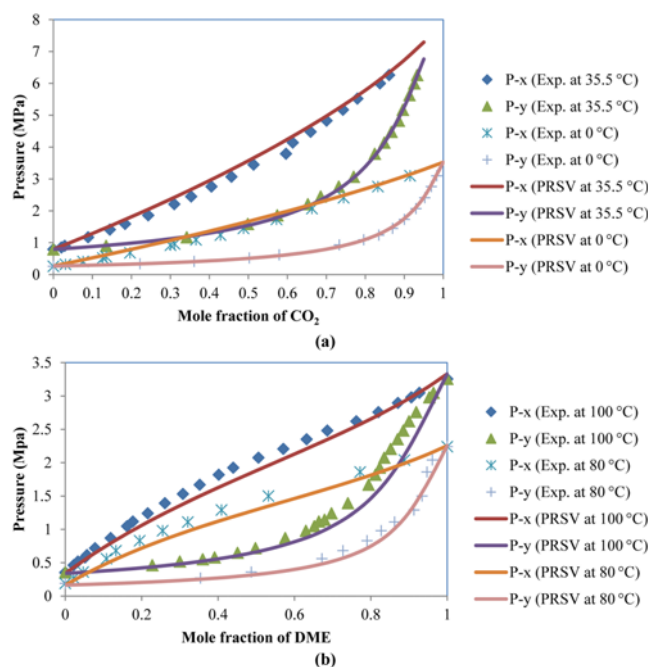 8
7
6
5
4
3
2
1
0
Pressure (MPa)
0 0.1 0.2 0.3 0.4 0.5 0.6 0.7 0.8 0.9 1
Mole fraction of CO₂
P-x (Exp. at 35.5 °C)
P-y (Exp. at 35.5 °C)
P-x (Exp. at 0 °C)
P-y (Exp. at 0 °C)
P-x (PRSV at 35.5 °C)
P-y (PRSV at 35.5 °C)
P-x (PRSV at 0 °C)
P-y (PRSV at 0 °C)
(a)
3.5
3
2.5
2
1.5
1
0.5
0
Pressure (Mpa)
0 0.2 0.4 0.6 0.8 1
Mole fraction of DME
P-x (Exp. at 100 °C)
P-y (Exp. at 100 °C)
P-x (Exp. at 80 °C)
P-y (Exp. at 80 °C)
P-x (PRSV at 100 °C)
P-y (PRSV at 100 °C)
P-x (PRSV at 80 °C)
P-y (PRSV at 80 °C)
(b)